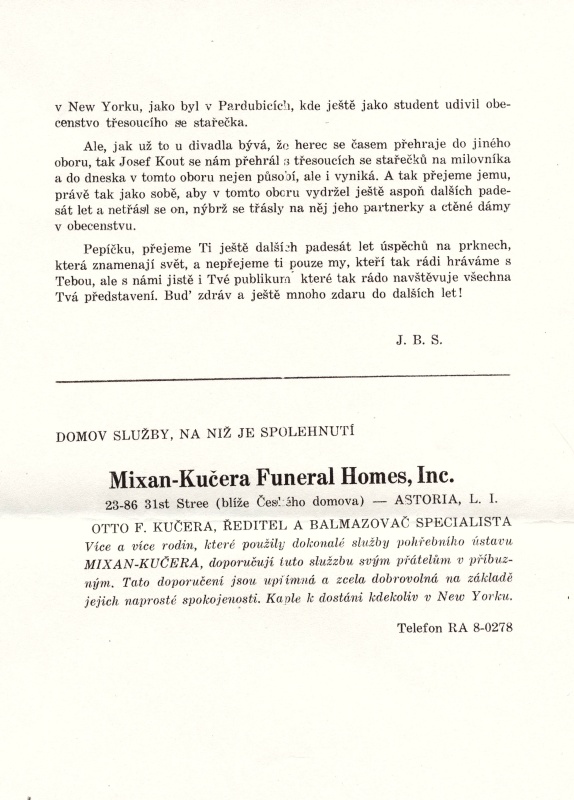 v New Yorku, jako byl v Pardubicích, kde ještě jako student udivil obe-
censtvo třesoucího se stařečka.
Ale, jak už to u divadla bývá, že herec se časem přehraje do jiného
oboru, tak Josef Kout se nám přehrál s třesoucích se stařečků na milovníka
a do dneska v tomto oboru nejen působí, ale i vyniká. A tak přejeme jemu,
právě tak jako sobě, aby v tomto oboru vydržel ještě aspoň dalších pade-
sát let a netřásl se on, nýbrž se třásly na něj jeho partnerky a ctěné dámy
v obecenstvu.
Pepíčku, přejeme Ti ještě dalších padesát let úspěchů na prknech,
která znamenají svět, a nepřejeme ti pouze my, kteří tak rádi hráváme s
Tebou, ale s námi jistě i Tvé publikum které tak rádo navštěvuje všechna
Tvá představení. Buď zdráv a ještě mnoho zdaru do dalších let!
J. B. S.
DOMOV SLUŽBY, NA NIŽ JE SPOLEHNUTÍ
Mixan-Kučera Funeral Homes, Inc.
23-86 31st Stree (blíže Českého domova) — ASTORIA, L. I.
OTTO F. KUČERA, ŘEDITEL A BALMAZOVAČ SPECIALISTA
Více a více rodin, které použily dokonalé služby pohřebního ústavu
MIXAN-KUČERA, doporučují tuto službzu svým přátelům v příbuz-
ným. Tato doporučení jsou upřímná a zcela dobrovolná na základě
jejich naprosté spokojenosti. Kaple k dostání kdekoliv v New Yorku.
Telefon RA 8-0278